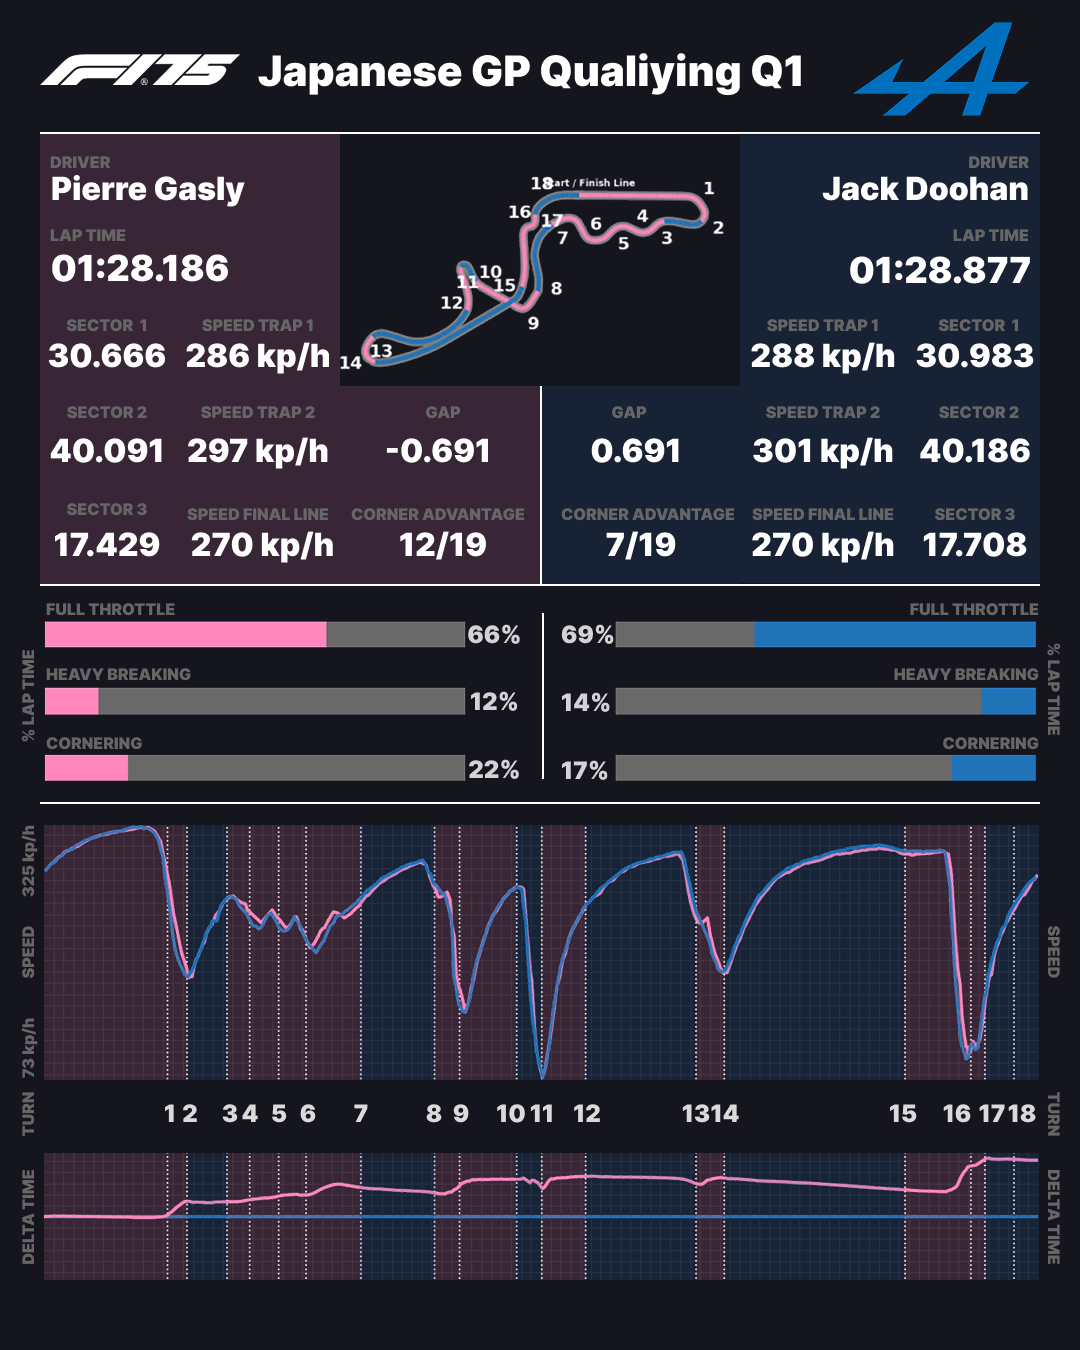 F1.75 Japanese GP Qualiying Q1
DRIVER
Pierre Gasly
LAP TIME
01:28.186
SECTOR 1 SPEED TRAP 1
30.666 286 kp/h
DRIVER
Jack Doohan
LAP TIME
01:28.877
SPEED TRAP 1 SECTOR 1
288 kp/h 30.983
18 Start / Finish Line 1
16 17 6 4 2
7 5 3
10
11 15 8
12
9
13
14
SECTOR 2 SPEED TRAP 2 GAP
40.091 297 kp/h -0.691
SECTOR 3 SPEED FINAL LINE CORNER ADVANTAGE
17.429 270 kp/h 12/19
GAP SPEED TRAP 2 SECTOR 2
0.691 301 kp/h 40.186
CORNER ADVANTAGE SPEED FINAL LINE SECTOR 3
7/19 270 kp/h 17.708
% LAP TIME
FULL THROTTLE
66%
HEAVY BREAKING
12%
CORNERING
22%
FULL THROTTLE
69%
HEAVY BREAKING
14%
CORNERING
17%
% LAP TIME
325 kp/h
SPEED
73 kp/h
SPEED
TURN 1 2 3 4 5 6 7 8 9 10 11 12 13 14 15 16 17 18 TURN
DELTA TIME
DELTA TIME